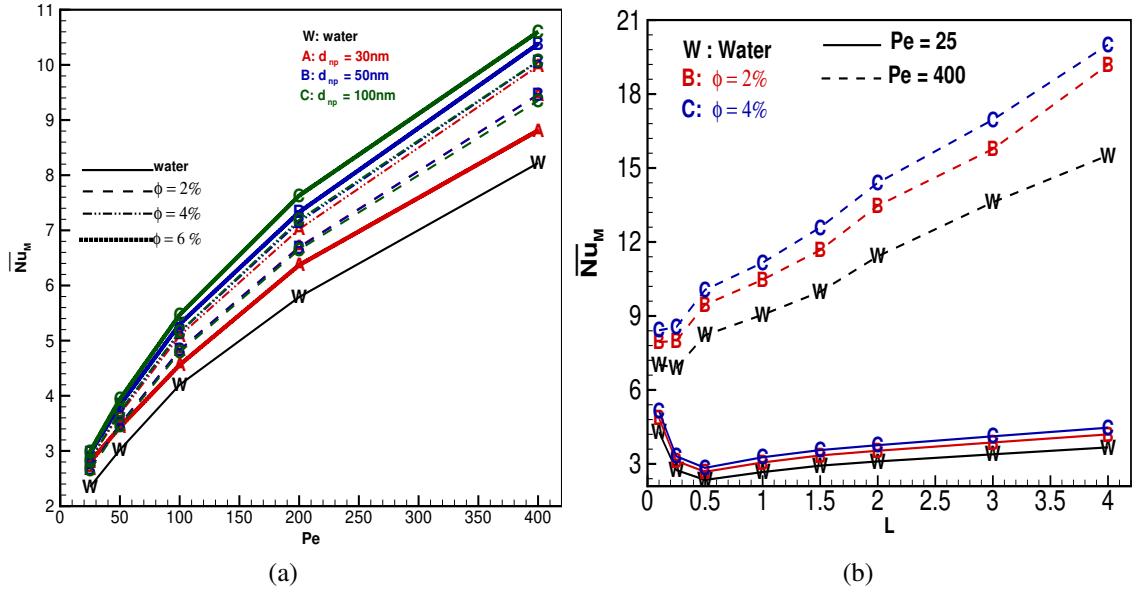 11
10
9
8
7
6
5
4
3
2
Nu_M
W: water
A: d_np = 30nm
B: d_np = 50nm
C: d_np = 100nm
water
ϕ = 2%
ϕ = 4%
ϕ = 6 %
0 50 100 150 200 250 300 350 400
Pe
(a)
21
18
15
12
9
6
3
Nu_M
W : Water
B: ϕ = 2%
C: ϕ = 4%
Pe = 25
Pe = 400
0 0.5 1 1.5 2 2.5 3 3.5 4
L
(b)